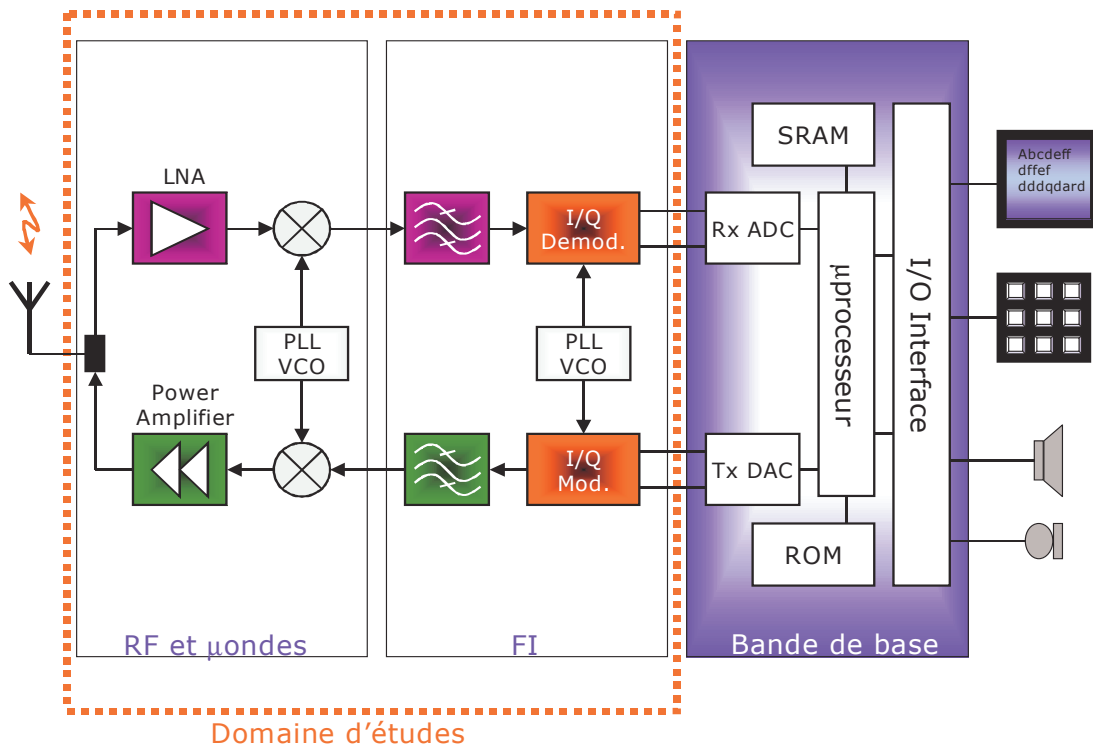 LNA
Power
Amplifier
PLL
VCO
RF et μondes
I/Q
Demod.
PLL
VCO
I/Q
Mod.
FI
SRAM
Rx ADC
μprocesseur
I/O Interface
Tx DAC
ROM
Bande de base
Abcdeff
dffef
dddqdard
Domaine d'études